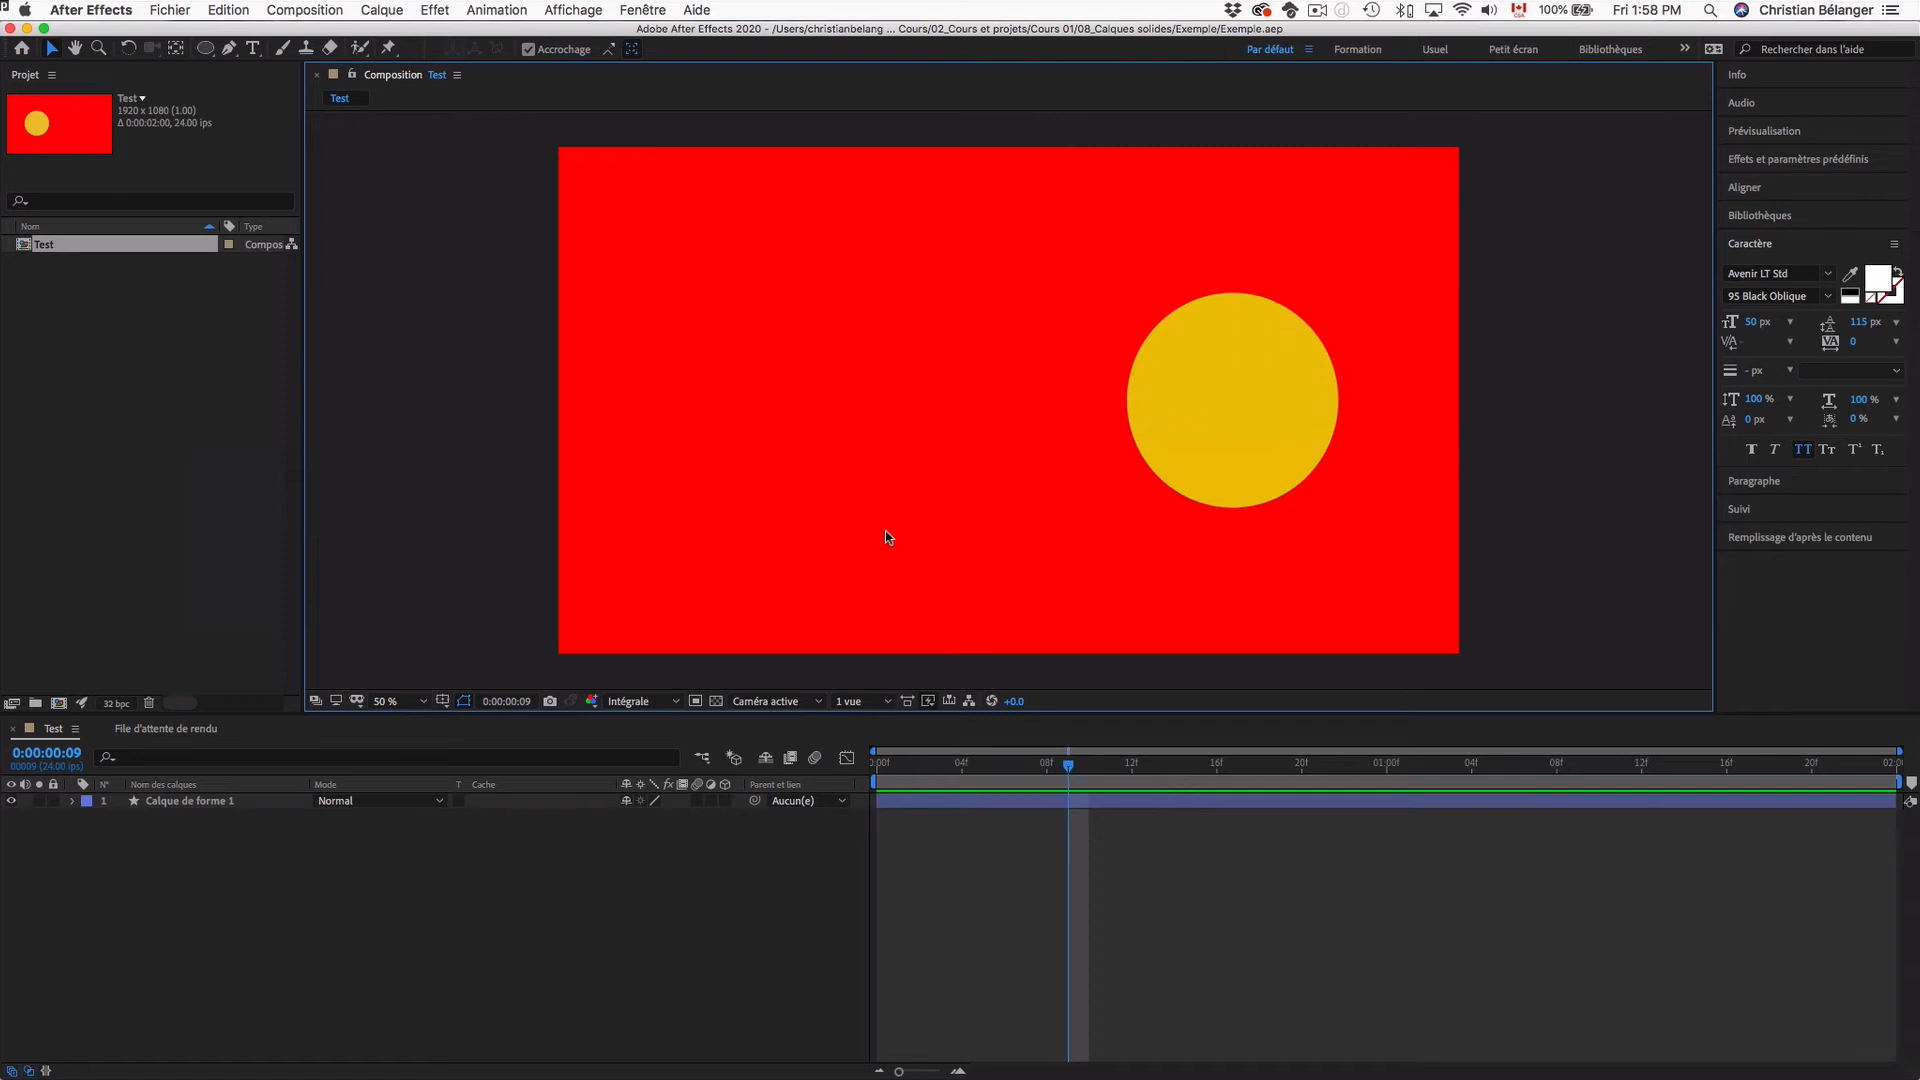 After Effects Fichier Edition Composition Calque Effet Animation Affichage Fenêtre Aide 100% Fri 1:58 PM Christian Bélanger
Adobe After Effects 2020 - /Users/christianbelang ... Cours/02_Cours et projets/Cours 01/08_Calques solides/Exemple/Exemple.aep
Accrochage Par défaut Formation Usuel Petit écran Bibliothèques Rechercher dans l'aide
Projet
Test
1920 x 1080 (1.00)
Δ 0:00:02:00, 24.00 ips
Nom Type
Test Compos
32 bpc
Composition Test
Test
50 % 0:00:00:09 Intégrale Caméra active 1 vue +0.0
Info
Audio
Prévisualisation
Effets et paramètres prédéfinis
Aligner
Bibliothèques
Caractère
Avenir LT Std
95 Black Oblique
50 px 115 px
- 0
- px
100 % 100 %
0 px 0 %
Paragraphe
Suivi
Remplissage d'après le contenu
Test File d'attente de rendu
0:00:00:09
00009 (24.00 ips)
N° Nom des calques Mode T Cache Parent et lien
1 Calque de forme 1 Normal Aucun(e)
0:00f 04f 08f 12f 16f 20f 01:00f 04f 08f 12f 16f 20f 02:0